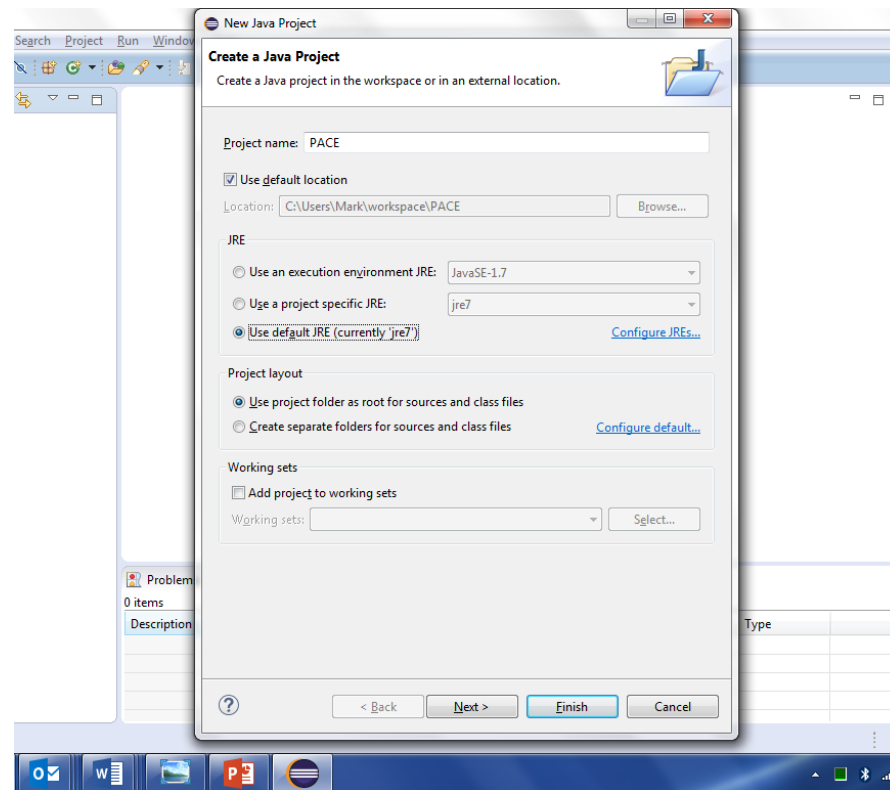 New Java Project
Search Project Run Window
Create a Java Project
Create a Java project in the workspace or in an external location.
Project name: PACE
Use default location
Location: C:\Users\Mark\workspace\PACE Browse...
JRE
Use an execution environment JRE: JavaSE-1.7
Use a project specific JRE: jre7
Use default JRE (currently 'jre7') Configure JREs...
Project layout
Use project folder as root for sources and class files
Create separate folders for sources and class files Configure default...
Working sets
Add project to working sets
Working sets: Select...
Problem
0 items
Description Type
< Back Next > Finish Cancel